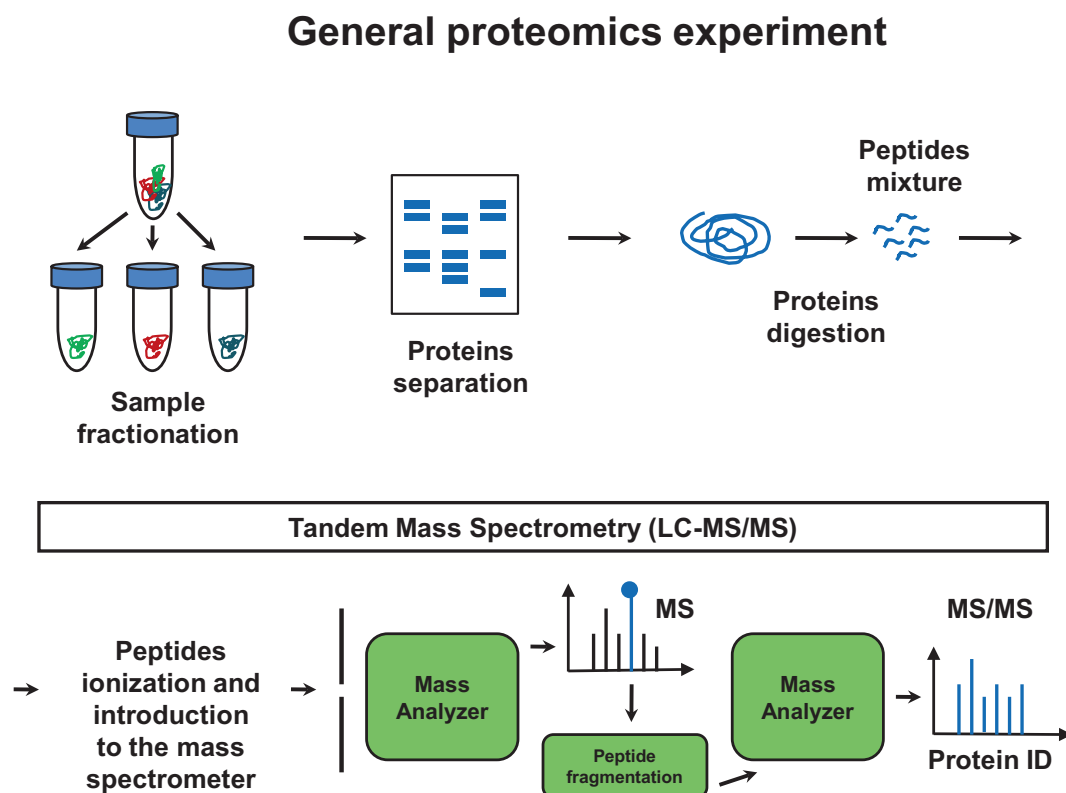 General proteomics experiment
Peptides
mixture
Proteins
digestion
Proteins
separation
Sample
fractionation
Tandem Mass Spectrometry (LC-MS/MS)
Peptides
ionization and
introduction
to the mass
spectrometer
Mass
Analyzer
MS
Peptide
fragmentation
Mass
Analyzer
MS/MS
Protein ID